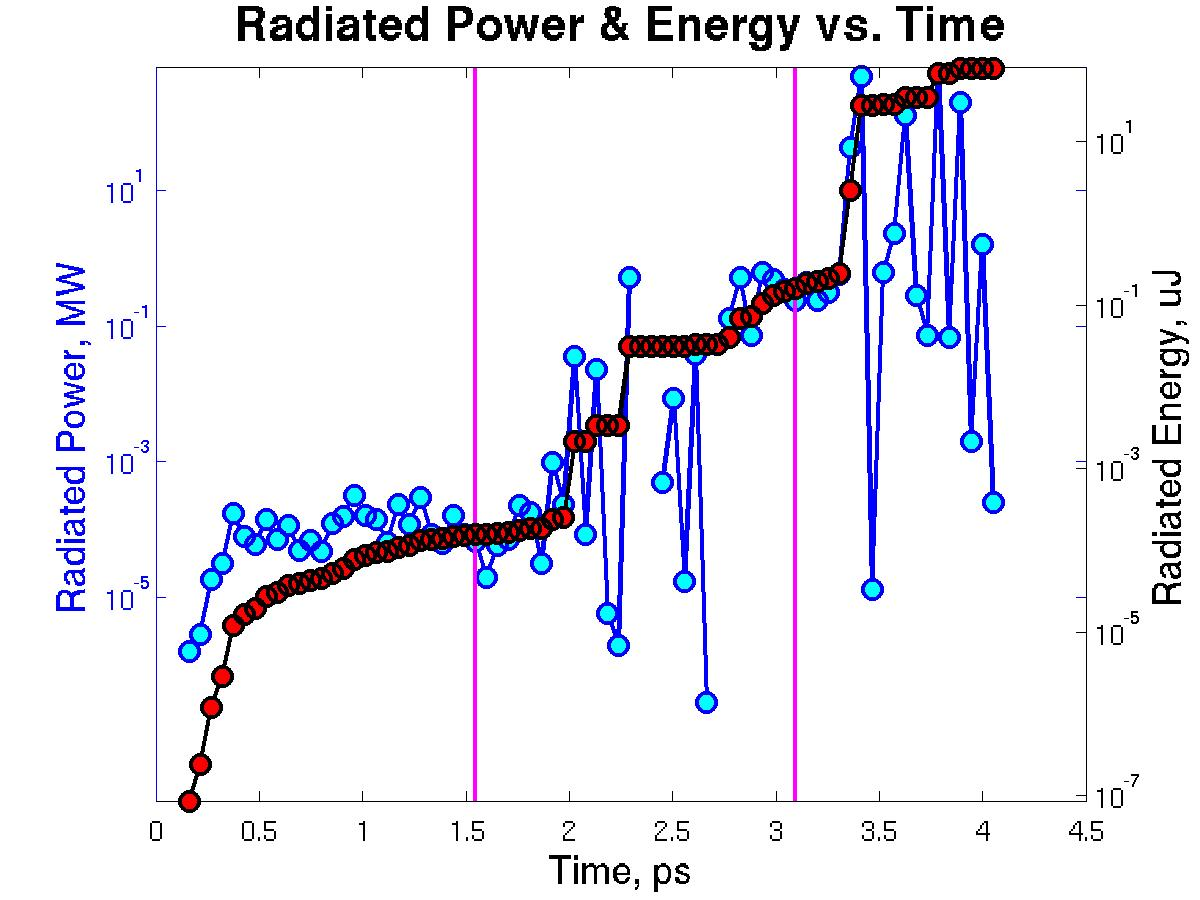 Radiated Power & Energy vs. Time
Radiated Power, MW
10^1
10^-1
10^-3
10^-5
10^1
10^-1
10^-3
10^-5
10^-7
Radiated Energy, uJ
0 0.5 1 1.5 2 2.5 3 3.5 4 4.5
Time, ps